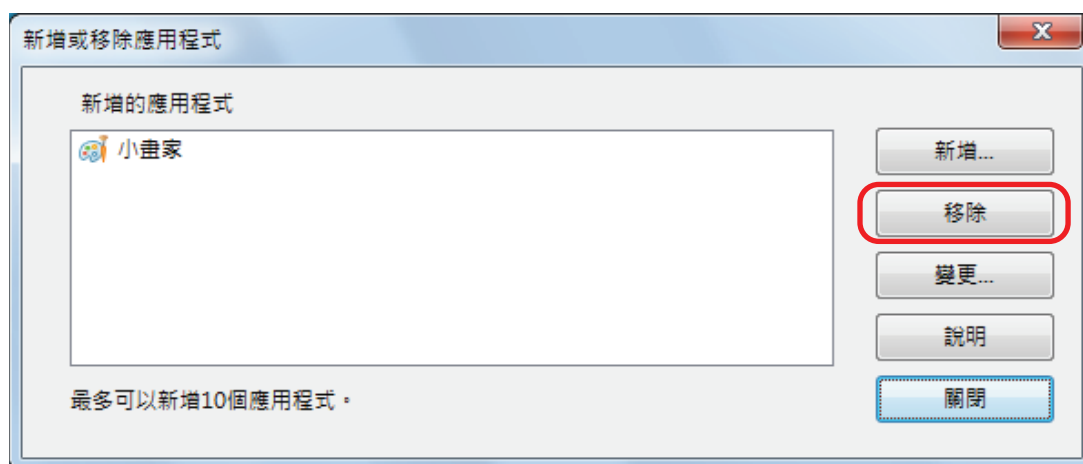 新增或移除應用程式
新增的應用程式
小畫家
新增...
移除
變更...
說明
關閉
最多可以新增10個應用程式。